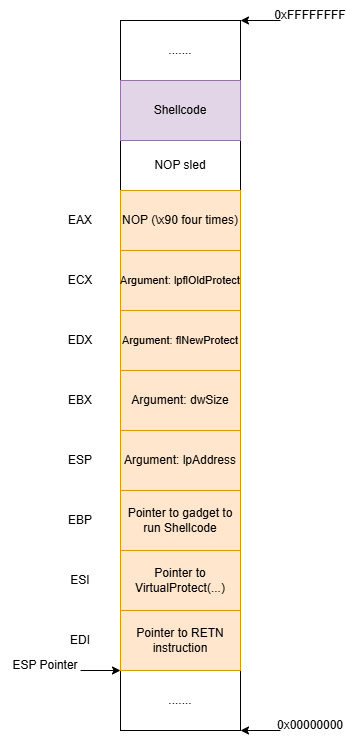 0xFFFFFFFF
.......
Shellcode
NOP sled
EAX
NOP (\x90 four times)
ECX
Argument: lpflOldProtect
EDX
Argument: flNewProtect
EBX
Argument: dwSize
ESP
Argument: lpAddress
EBP
Pointer to gadget to
run Shellcode
ESI
Pointer to
VirtualProtect(...)
EDI
Pointer to RETN
instruction
ESP Pointer
.......
0x00000000